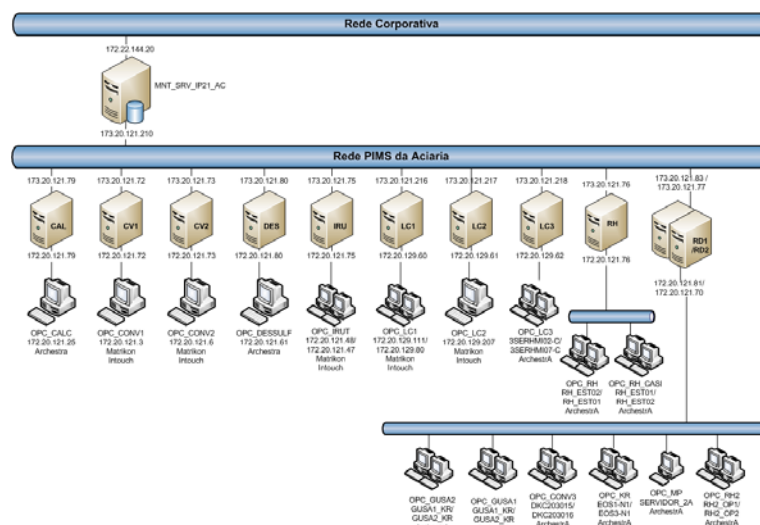 Rede Corporativa
172.22.144.20
MNT_SRV_IP21_AC
173.20.121.210
Rede PIMS da Aciaria
173.20.121.79
173.20.121.72
173.20.121.73
173.20.121.80
173.20.121.75
173.20.121.216
173.20.121.217
173.20.121.218
173.20.121.76
173.20.121.83 /
173.20.121.77
CAL
CV1
CV2
DES
IRU
LC1
LC2
LC3
RH
RD1
/RD2
172.20.121.79
172.20.121.72
172.20.121.73
172.20.121.80
172.20.121.75
172.20.129.60
172.20.129.61
172.20.129.62
172.20.121.76
172.20.121.81/
172.20.121.70
OPC_CALC
172.20.121.25
Archestra
OPC_CONV1
172.20.121.3
Matrikon
Intouch
OPC_CONV2
172.20.121.6
Matrikon
Intouch
OPC_DESSULF
172.20.121.61
Archestra
OPC_IRUT
172.20.121.48/
172.20.121.47
Matrikon
Intouch
OPC_LC1
172.20.129.111/
172.20.129.80
Matrikon
Intouch
OPC_LC2
172.20.129.207
Matrikon
Intouch
OPC_LC3
3SERHMI02-C/
3SERHMI07-C
ArchestrA
OPC_RH
RH_EST02/
RH_EST01
ArchestrA
OPC_RH_CASI
RH_EST01/
RH_EST02
ArchestrA
OPC_GUSA2
GUSA1_KR/
GUSA2_KR
OPC_GUSA1
GUSA1_KR/
GUSA2_KR
OPC_CONV3
DKC203015/
DKC203016
ArchestrA
OPC_KR
EOS1-N1/
EOS3-N1
ArchestrA
OPC_MP
SERVIDOR_2A
ArchestrA
OPC_RH2
RH2_OP1/
RH2_OP2
ArchestrA